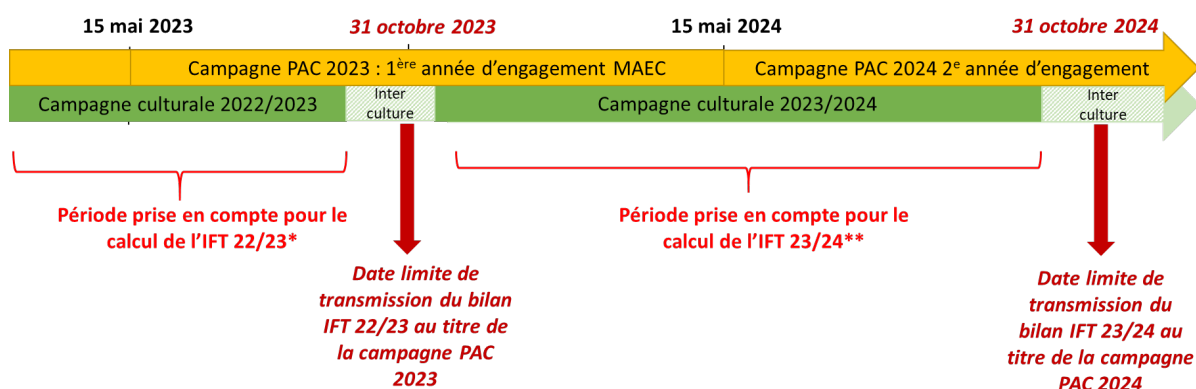 15 mai 2023
31 octobre 2023
15 mai 2024
31 octobre 2024
Campagne PAC 2023 : 1ère année d’engagement MAEC
Campagne PAC 2024 2e année d’engagement
Campagne culturale 2022/2023
Inter
culture
Campagne culturale 2023/2024
Inter
culture
Période prise en compte pour le
calcul de l’IFT 22/23*
Période prise en compte pour le
calcul de l’IFT 23/24**
Date limite de
transmission du bilan
IFT 22/23 au titre de
la campagne PAC
2023
Date limite de
transmission du
bilan IFT 23/24 au
titre de la campagne
PAC 2024